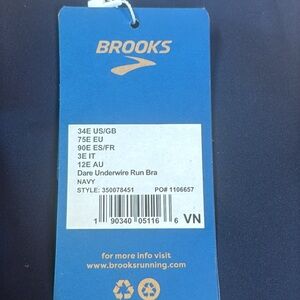 BROOKS
34E US/GB
75E EU
90E ES/FR
3E IT
12E AU
Dare Underwire Run Bra
NAVY
STYLE: 350078451 PO# 1106657
1 90340 05116 6 VN
for more info visit
www.brooksrunning.com